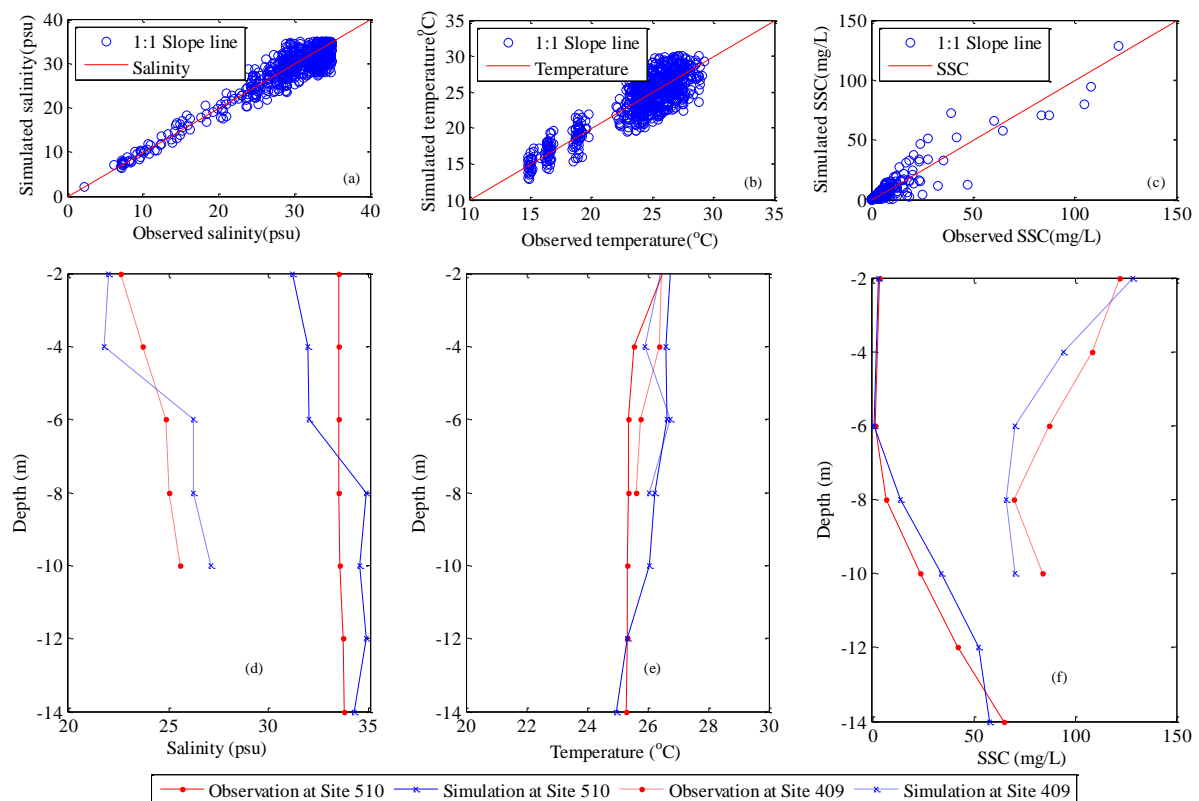 Simulated salinity(psu)
40
30
20
10
0
1:1 Slope line
Salinity
(a)
0 10 20 30 40
Observed salinity(psu)
Simulated temperature(°C)
35
30
25
20
15
10
1:1 Slope line
Temperature
(b)
10 15 20 25 30 35
Observed temperature(°C)
Simulated SSC(mg/L)
150
100
50
0
1:1 Slope line
SSC
(c)
0 50 100 150
Observed SSC(mg/L)
Depth (m)
-2
-4
-6
-8
-10
-12
-14
(d)
20 25 30 35
Salinity (psu)
Depth (m)
-2
-4
-6
-8
-10
-12
-14
(e)
20 22 24 26 28 30
Temperature (°C)
Depth (m)
-2
-4
-6
-8
-10
-12
-14
(f)
0 50 100 150
SSC (mg/L)
Observation at Site 510 Simulation at Site 510 Observation at Site 409 Simulation at Site 409